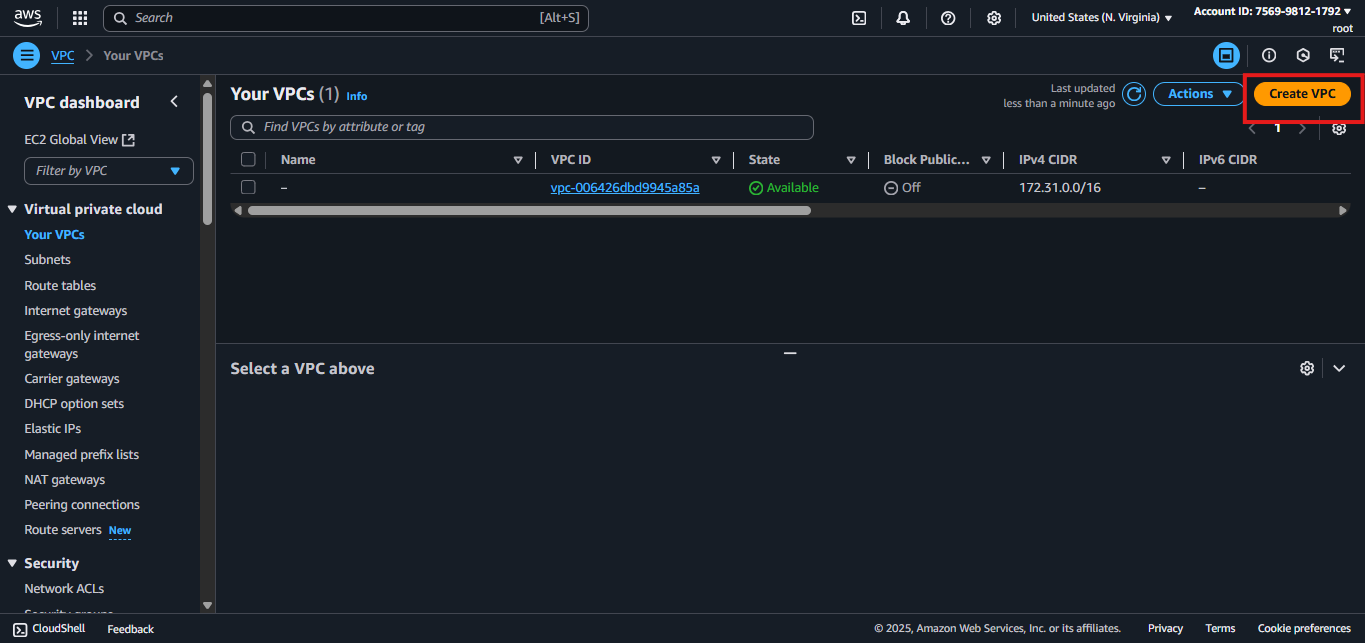 aws
Search
[Alt+S]
United States (N. Virginia)
Account ID: 7569-9812-1792
root
VPC
Your VPCs
VPC dashboard
EC2 Global View
Filter by VPC
Virtual private cloud
Your VPCs
Subnets
Route tables
Internet gateways
Egress-only internet
gateways
Carrier gateways
DHCP option sets
Elastic IPs
Managed prefix lists
NAT gateways
Peering connections
Route servers New
Security
Network ACLs
Security groups
Your VPCs (1) Info
Last updated
less than a minute ago
Actions
Create VPC
Find VPCs by attribute or tag
1
Name VPC ID State Block Public... IPv4 CIDR IPv6 CIDR
– vpc-006426dbd9945a85a Available Off 172.31.0.0/16 –
Select a VPC above
CloudShell Feedback
© 2025, Amazon Web Services, Inc. or its affiliates. Privacy Terms Cookie preferences